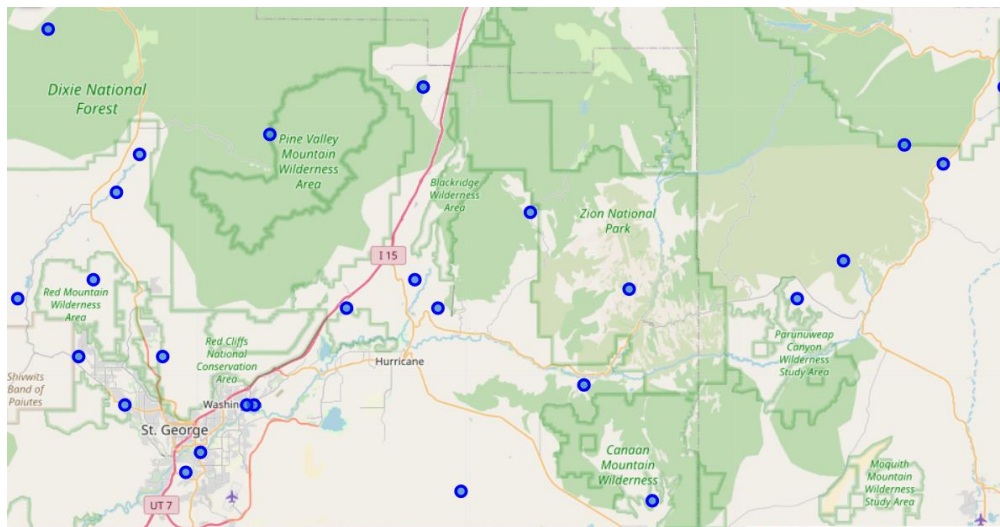 Dixie National
Forest
Pine Valley
Mountain
Wilderness
Area
Blackridge
Wilderness
Area
Zion National
Park
I 15
Red Mountain
Wilderness
Area
Red Cliffs
National
Conservation
Area
Hurricane
Parunuweap
Canyon
Wilderness
Study Area
Shivwits
Band of
Paiutes
Washin
St. George
Canaan
Mountain
Wilderness
Moquith
Mountain
Wilderness
Study Area
UT 7